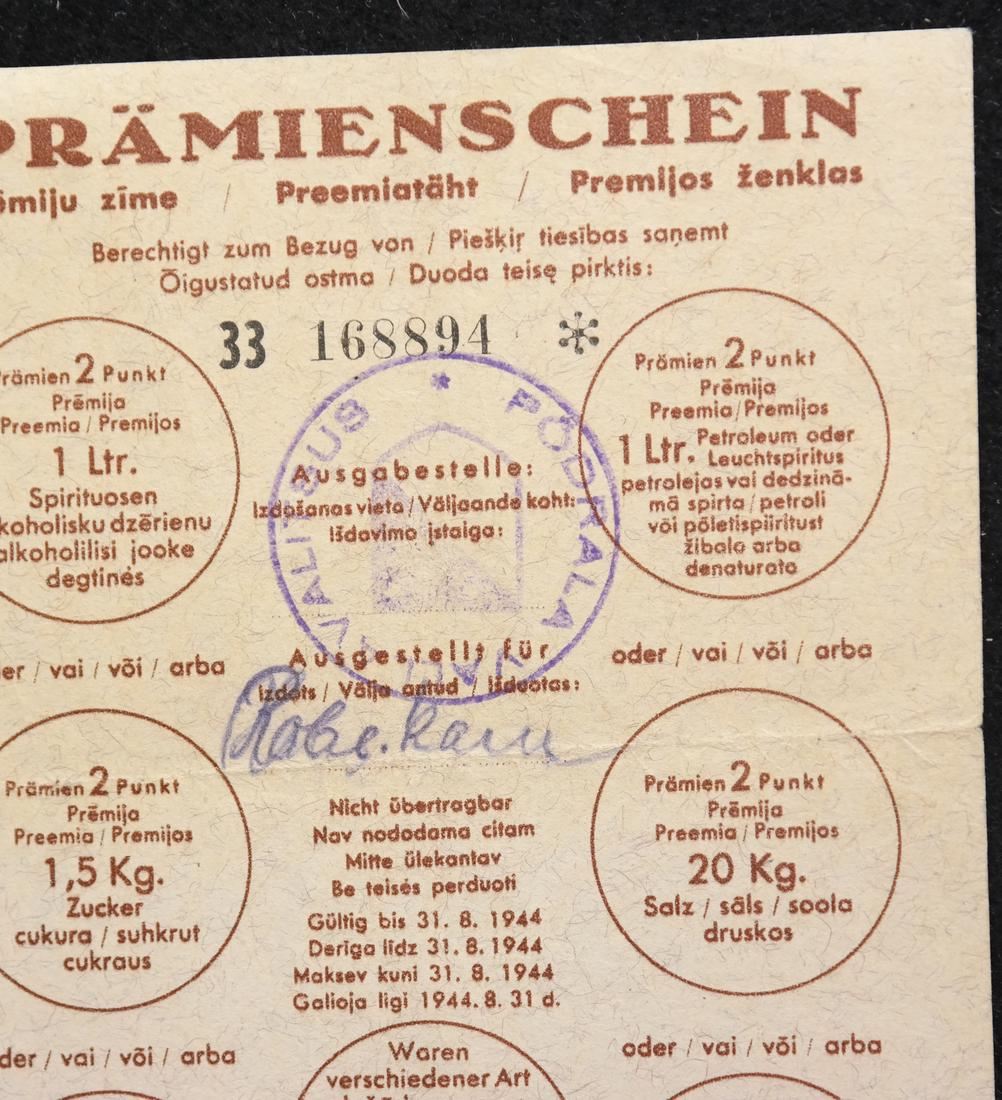 PRÄMIENSCHEIN
zīme / Preemiatäht / Premijos ženklas
Berechtigt zum Bezug von / Piešķiŗ tiesības saņemt
Õigustatud ostma / Duoda teisę pirktis:
33 168894 *
Prämien 2 Punkt
Prēmija
Preemia / Premijos
1 Ltr.
Spirituosen
dzērienu
jooke
degtinės
VALITSUS * PÕDRALA
Ausgabestelle:
Izdošanas vieta / Väljaande koht:
Išdavimo įstaiga:
Prämien 2 Punkt
Prēmija
Preemia / Premijos
1 Ltr. Petroleum oder
Leuchtspiritus
petrolejas vai dedzinā-
mā spirta / petroli
või põletispiiritust
žibalo arba
denaturato
/ vai / või / arba
Ausgestellt für
Izdots / Välja antud / Išduotas:
oder / vai / või / arba
Prämien 2 Punkt
Prēmija
Preemia / Premijos
1,5 Kg.
Zucker
cukura / suhkrut
cukraus
Nicht übertragbar
Nav nododama citam
Mitte ülekantav
Be teisės perduoti
Gültig bis 31. 8. 1944
Derīga līdz 31. 8. 1944
Maksev kuni 31. 8. 1944
Galioja ligi 1944. 8. 31 d.
Prämien 2 Punkt
Prēmija
Preemia / Premijos
20 Kg.
Salz / sāls / soola
druskos
/ vai / või / arba
Waren
verschiedener Art
oder / vai / või / arba